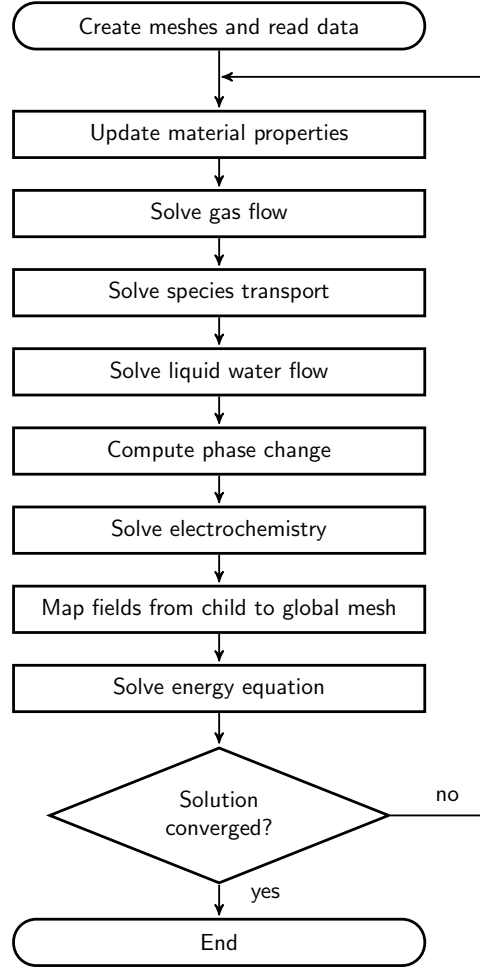 Create meshes and read data
Update material properties
Solve gas flow
Solve species transport
Solve liquid water flow
Compute phase change
Solve electrochemistry
Map fields from child to global mesh
Solve energy equation
Solution
converged?
no
yes
End